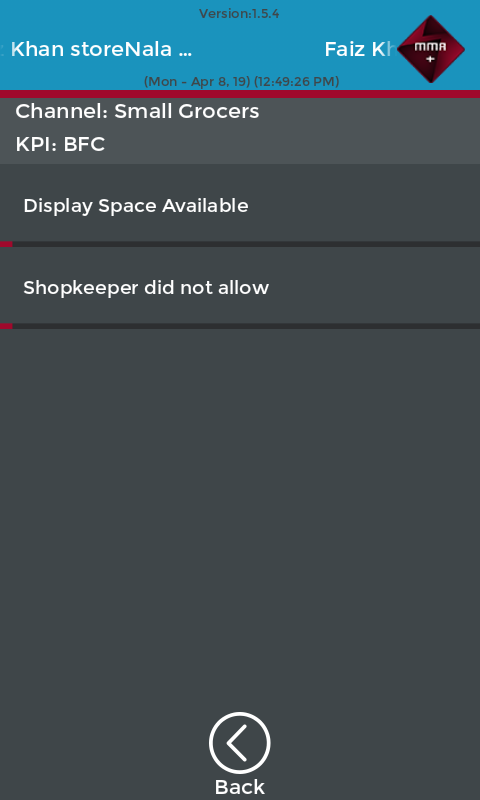 Version:1.5.4
Khan storeNala ...
Faiz Kh
MMA
+
(Mon - Apr 8, 19) (12:49:26 PM)
Channel: Small Grocers
KPI: BFC
Display Space Available
Shopkeeper did not allow
Back